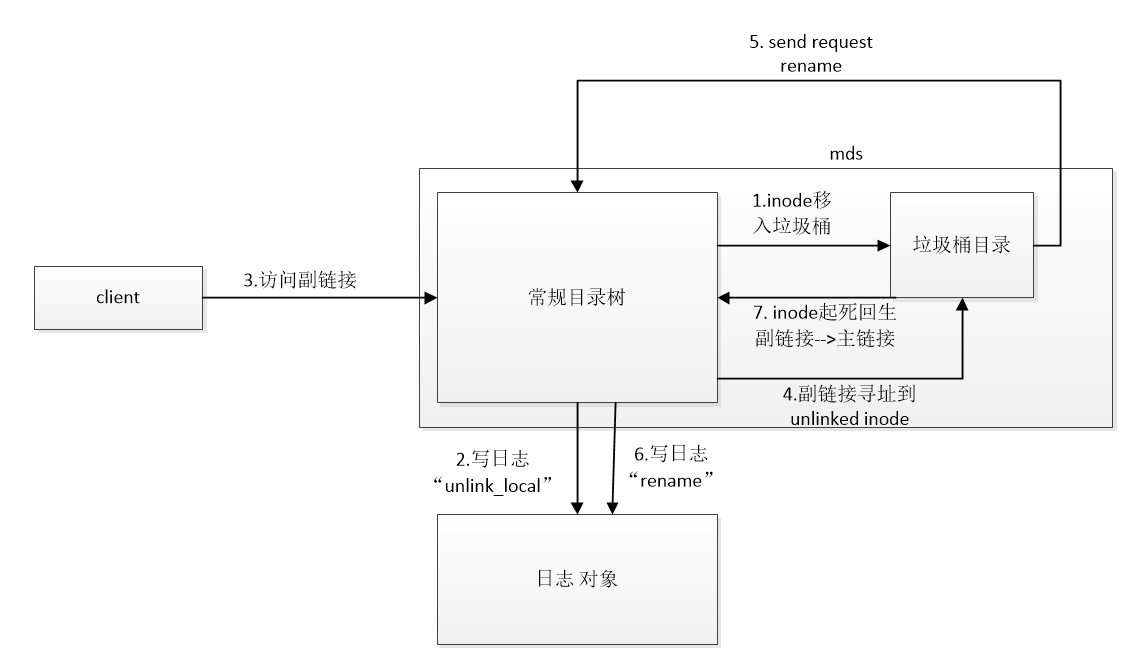 5. send request
rename
mds
1.inode移
入垃圾桶
垃圾桶目录
3.访问副链接
client
常规目录树
7. inode起死回生
副链接-->主链接
4.副链接寻址到
unlinked inode
2.写日志
“unlink_local”
6.写日志
“rename”
日志 对象